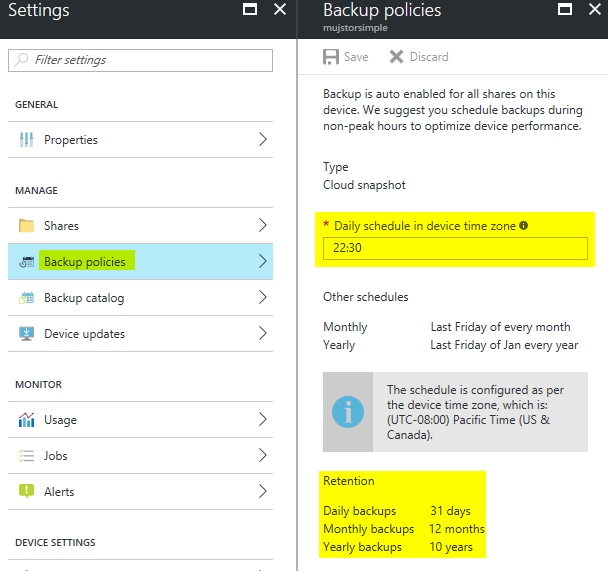 Settings
Filter settings
GENERAL
Properties
MANAGE
Shares
Backup policies
Backup catalog
Device updates
MONITOR
Usage
Jobs
Alerts
DEVICE SETTINGS
Backup policies
mujstorsimple
Save Discard
Backup is auto enabled for all shares on this
device. We suggest you schedule backups during
non-peak hours to optimize device performance.
Type
Cloud snapshot
* Daily schedule in device time zone
22:30
Other schedules
Monthly Last Friday of every month
Yearly Last Friday of Jan every year
The schedule is configured as per
the device time zone, which is:
(UTC-08:00) Pacific Time (US &
Canada).
Retention
Daily backups 31 days
Monthly backups 12 months
Yearly backups 10 years